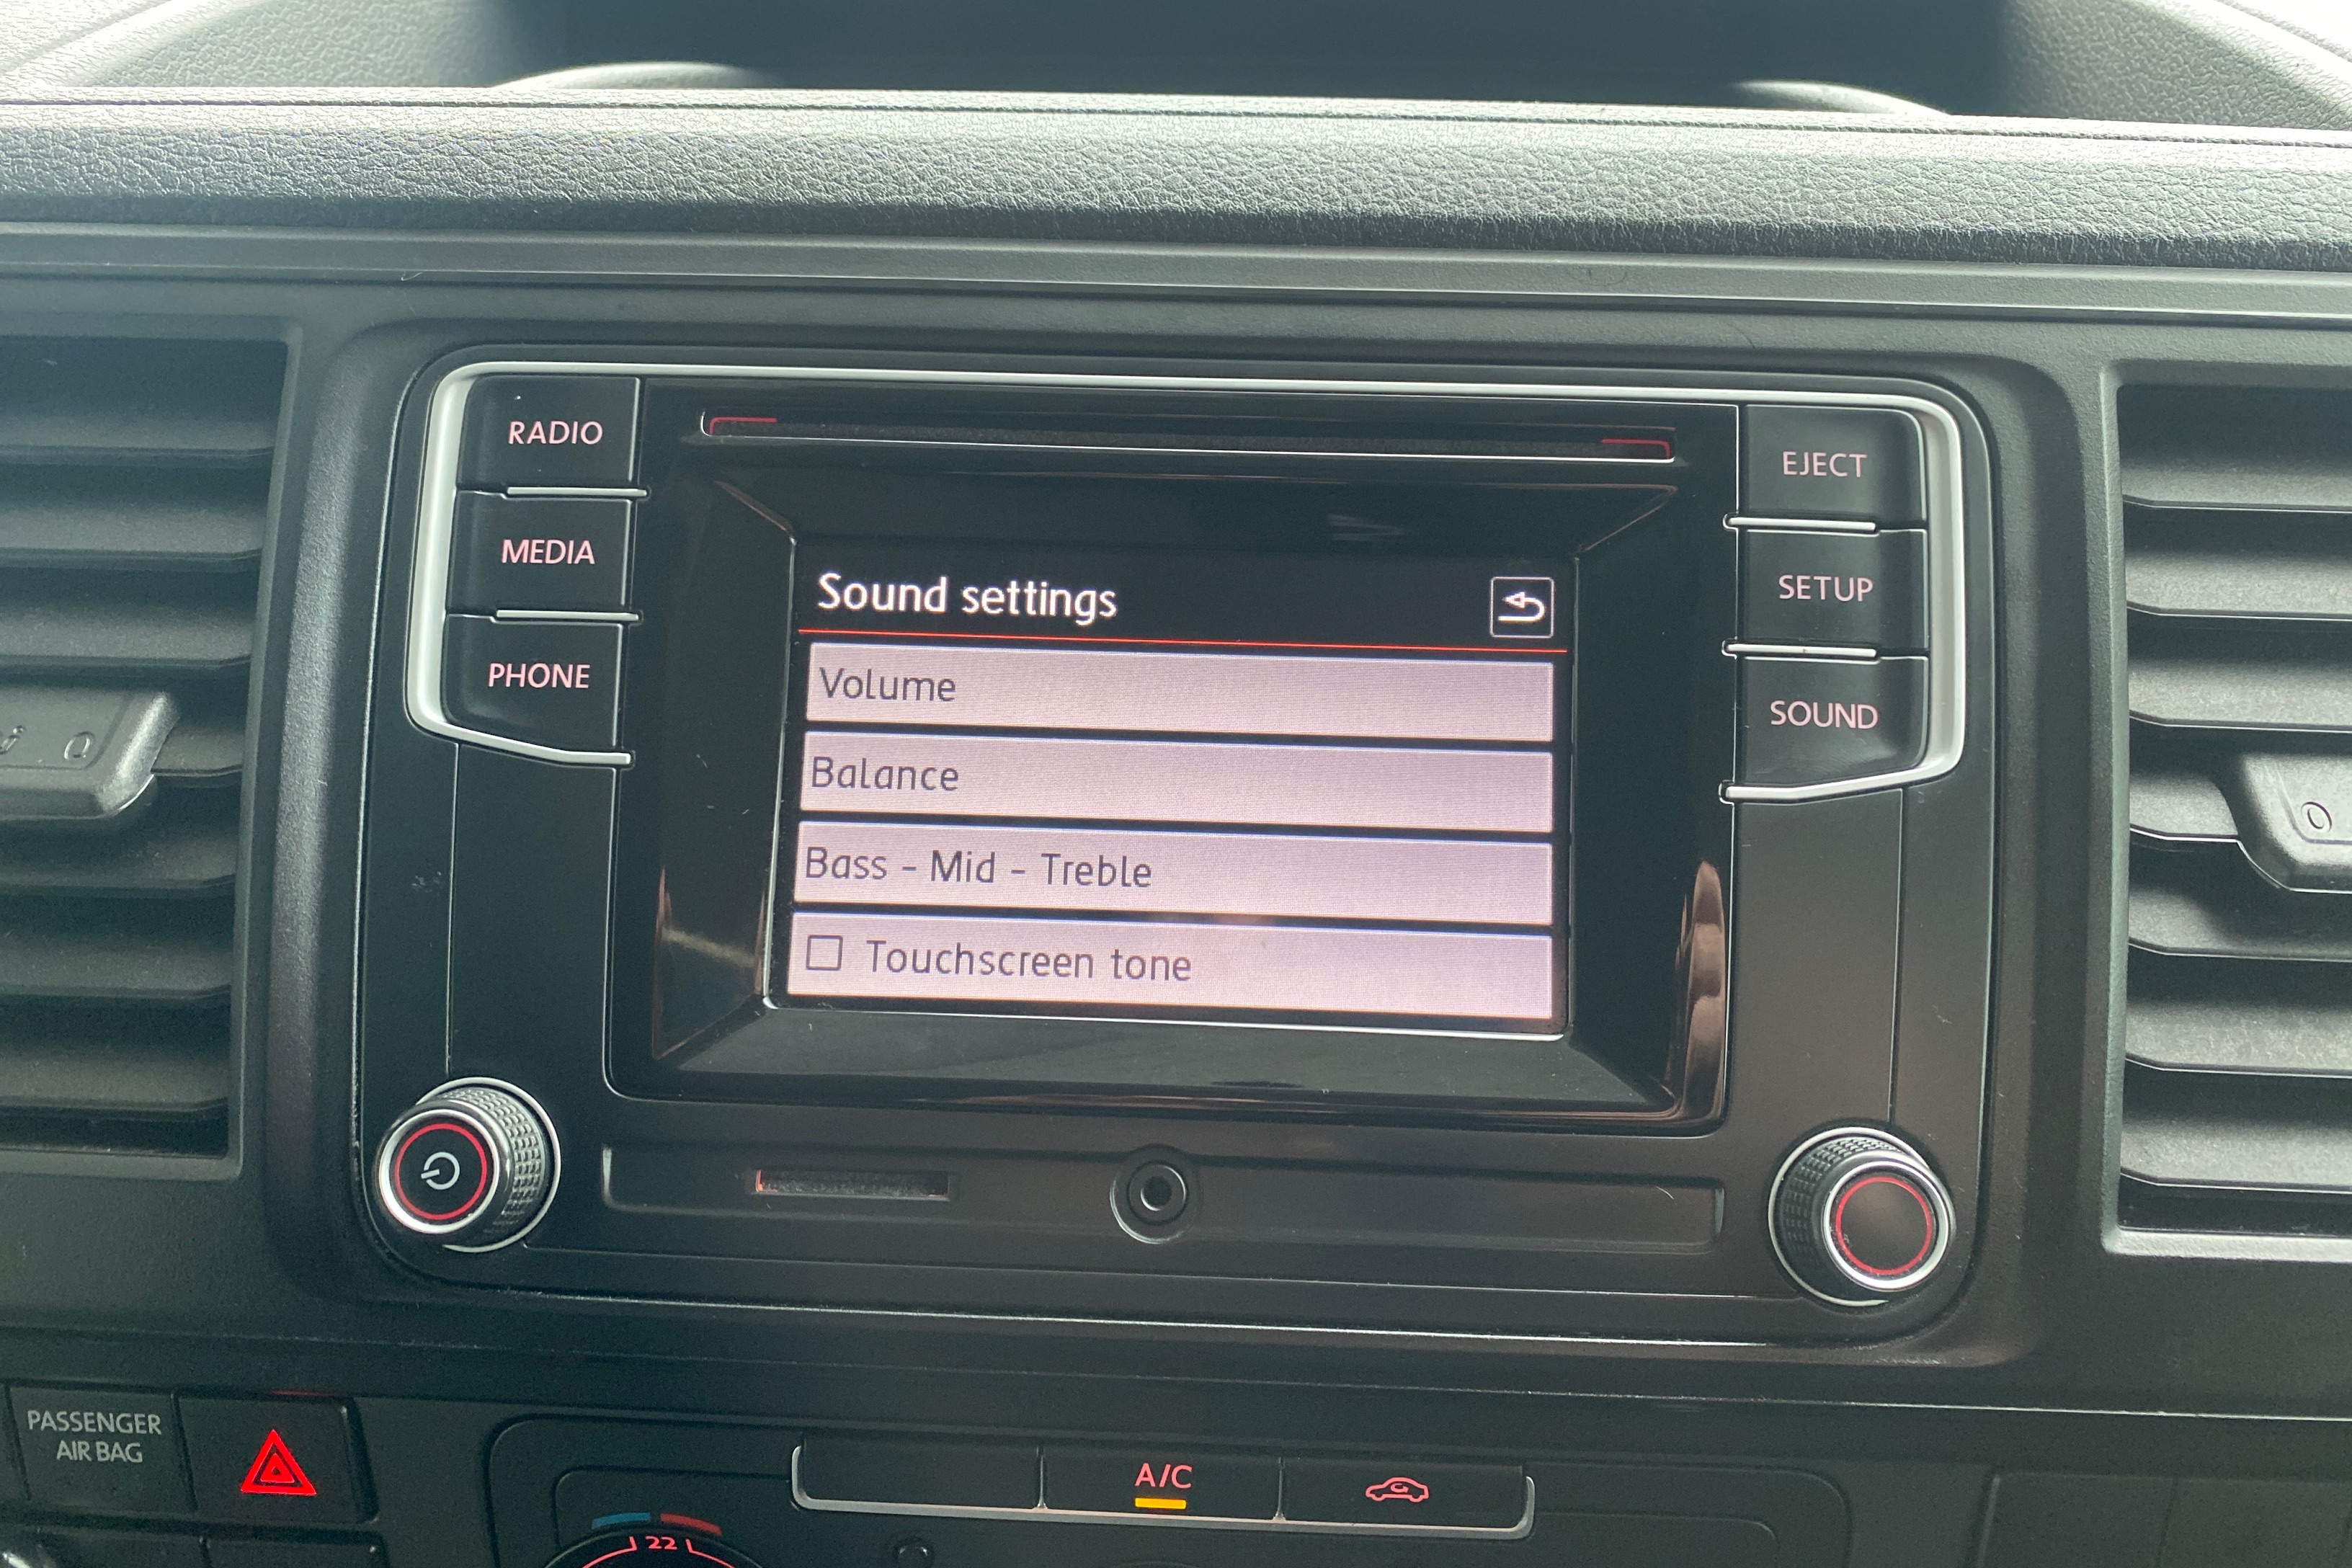 RADIO
MEDIA
PHONE
EJECT
SETUP
SOUND
Sound settings
Volume
Balance
Bass - Mid - Treble
Touchscreen tone
PASSENGER
AIR BAG
A/C
22